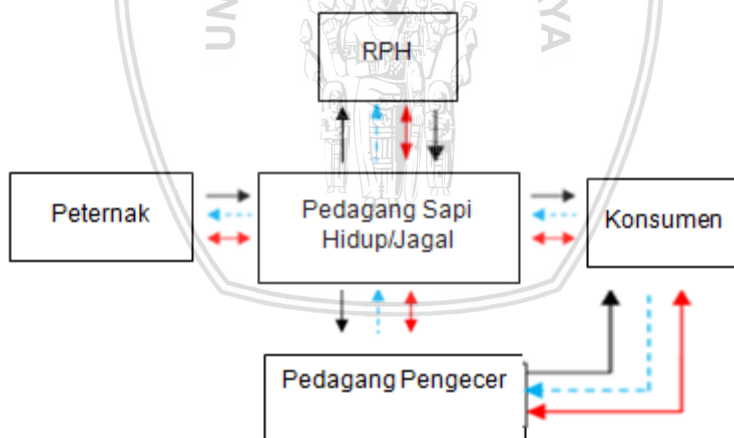 RPH
Peternak
Pedagang Sapi
Hidup/Jagal
Konsumen
Pedagang Pengecer